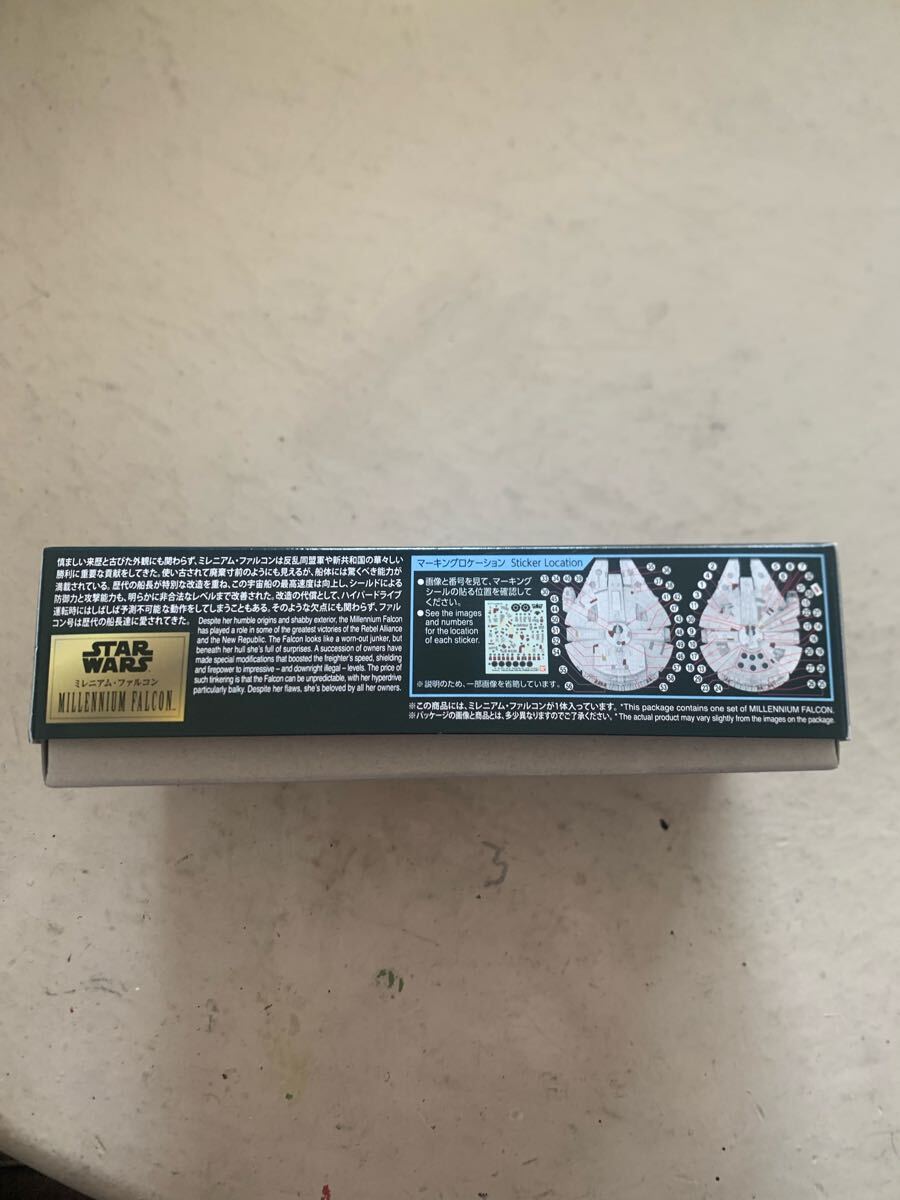 慎ましい来歴と古びた外観にも関わらず、ミレニアム・ファルコンは反乱同盟軍や新共和国の華々しい
勝利に重要な貢献をしてきた。使い古されて廃棄寸前のようにも見えるが、船体には驚くべき能力が
満載されている。歴代の船長が特別の改造を重ね、この宇宙船の最高速度は向上し、シールドによる
防御力と攻撃能力も、明らかに非合法なレベルまで改善された。改造の代償として、ハイパードライブ
運転時にはしばしば予測不可能な動作をしてしまうこともある。そのような欠点にも関わらず、ファル
コン号は歴代の船長達に愛されてきた。
Despite her humble origins and shabby exterior, the Millennium Falcon
has played a role in some of the greatest victories of the Rebel Alliance
and the New Republic. The Falcon looks like a worn-out junker, but
beneath her hull she's full of surprises. A succession of owners have
made special modifications that boosted the freighter's speed, shielding
and firepower to impressive – and downright illegal – levels. The price of
such tinkering is that the Falcon can be unpredictable, with her hyperdrive
particularly balky. Despite her flaws, she's beloved by all her owners.
STAR
WARS
ミレニアム・ファルコン
MILLENNIUM FALCON™
マーキングロケーション Sticker Location
●画像と番号を見て、マーキング
シールの貼る位置を確認して
ください。
●See the images
and numbers
for the location
of each sticker.
※説明のため、一部画像を省略しています。
※この商品には、ミレニアム・ファルコンが1体入っています。 *This package contains one set of MILLENNIUM FALCON.
※パッケージの画像と商品とは、多少異なりますのでご了承ください。 *The actual product may vary slightly from the images on the package.
3